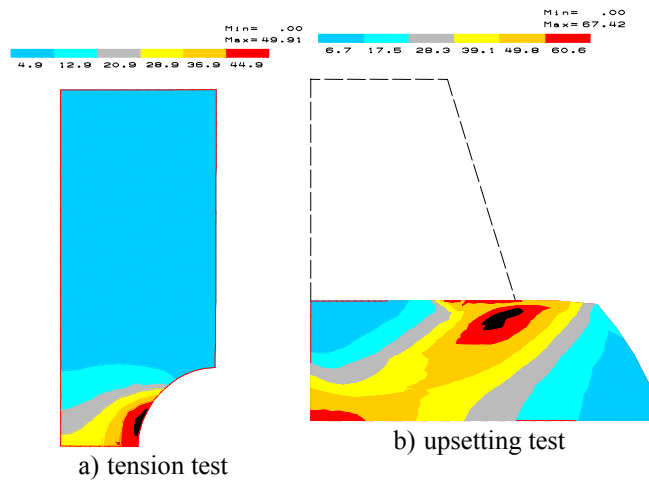 Min= .00
Max=49.91
4.9 12.9 20.9 28.9 36.9 44.9
Min= .00
Max=67.42
6.7 17.5 28.3 39.1 49.8 60.6
a) tension test
b) upsetting test